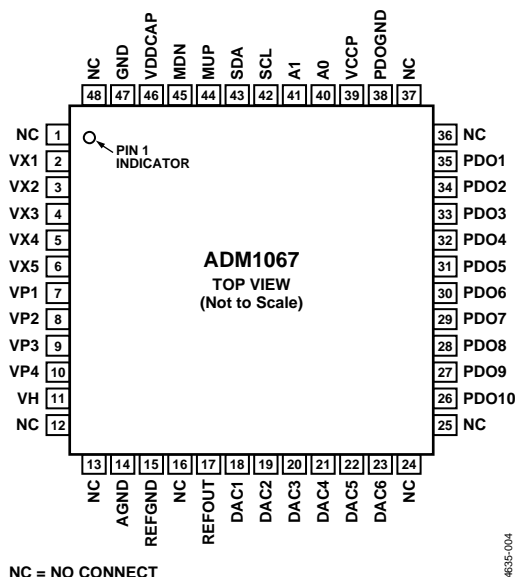 NC
GND
VDDCAP
MDN
MUP
SDA
SCL
A1
A0
VCCP
PDOGND
NC
48 47 46 45 44 43 42 41 40 39 38 37
NC 1
VX1 2
VX2 3
VX3 4
VX4 5
VX5 6
VP1 7
VP2 8
VP3 9
VP4 10
VH 11
NC 12
PIN 1
INDICATOR
ADM1067
TOP VIEW
(Not to Scale)
36 NC
35 PDO1
34 PDO2
33 PDO3
32 PDO4
31 PDO5
30 PDO6
29 PDO7
28 PDO8
27 PDO9
26 PDO10
25 NC
13 14 15 16 17 18 19 20 21 22 23 24
NC
AGND
REFGND
NC
REFOUT
DAC1
DAC2
DAC3
DAC4
DAC5
DAC6
NC
NC = NO CONNECT
4635-004